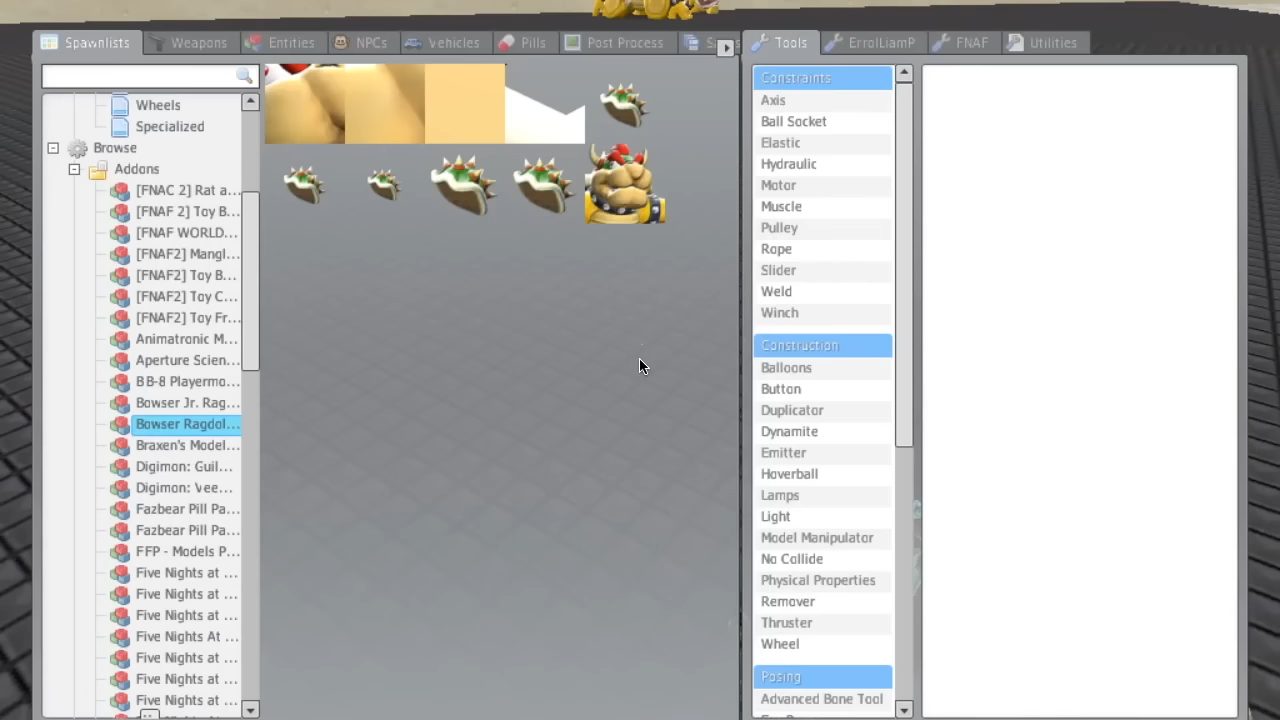 Spawnlists Weapons Entities NPCs Vehicles Pills Post Process
Tools ErrolLiamP FNAF Utilities
Wheels
Specialized
Browse
Addons
[FNAC 2] Rat a...
[FNAF 2] Toy B...
[FNAF WORLD...
[FNAF2] Mangl...
[FNAF2] Toy B...
[FNAF2] Toy C...
[FNAF2] Toy Fr...
Animatronic M...
Aperture Scien...
BB-8 Playermo...
Bowser Jr. Rag...
Bowser Ragdol...
Braxen's Model...
Digimon: Guil...
Digimon: Vee...
Fazbear Pill Pa...
Fazbear Pill Pa...
FFP - Models P...
Five Nights at ...
Five Nights at ...
Five Nights at ...
Five Nights At ...
Five Nights at ...
Five Nights at ...
Five Nights at ...
Constraints
Axis
Ball Socket
Elastic
Hydraulic
Motor
Muscle
Pulley
Rope
Slider
Weld
Winch
Construction
Balloons
Button
Duplicator
Dynamite
Emitter
Hoverball
Lamps
Light
Model Manipulator
No Collide
Physical Properties
Remover
Thruster
Wheel
Posing
Advanced Bone Tool